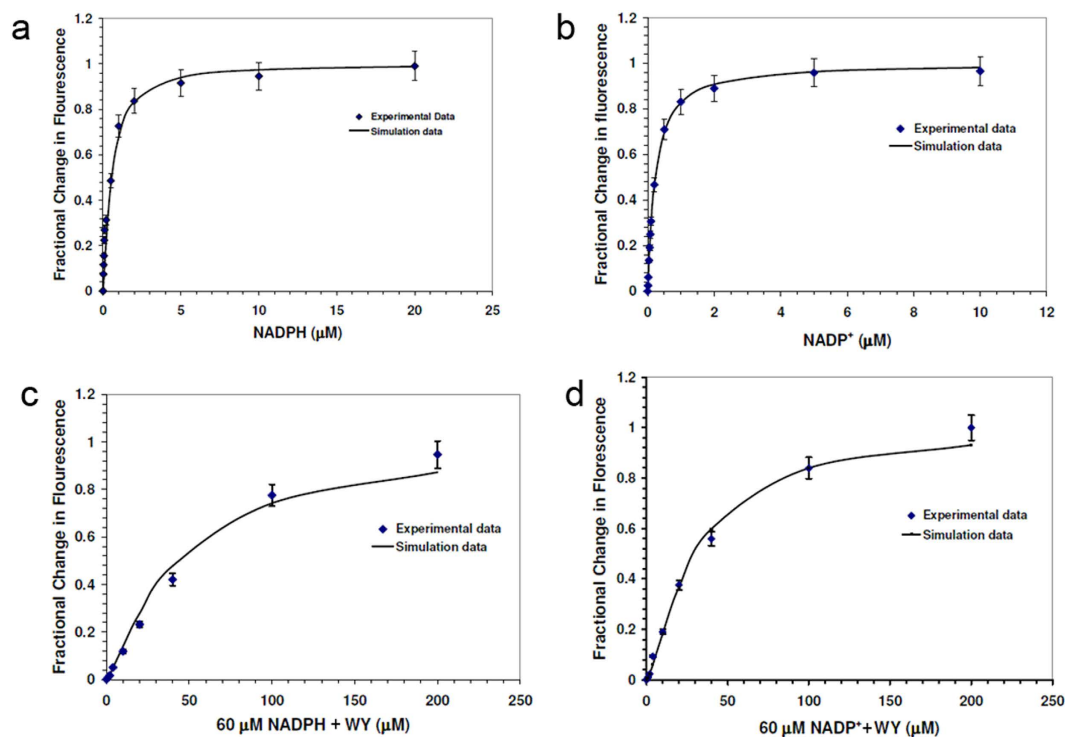 a
Fractional Change in Flourescence
1.2
1
0.8
0.6
0.4
0.2
0
0 5 10 15 20 25
NADPH (μM)
Experimental Data
Simulation data
b
Fractional Change in fluorescence
1.2
1
0.8
0.6
0.4
0.2
0
0 2 4 6 8 10 12
NADP⁺ (μM)
Experimental data
Simulation data
c
Fractional Change in Flourescence
1.2
1
0.8
0.6
0.4
0.2
0
0 50 100 150 200 250
60 μM NADPH + WY (μM)
Experimental data
Simulation data
d
Fractional Change in Florescence
1.2
1
0.8
0.6
0.4
0.2
0
0 50 100 150 200 250
60 μM NADP⁺+WY (μM)
Experimental data
Simulation data